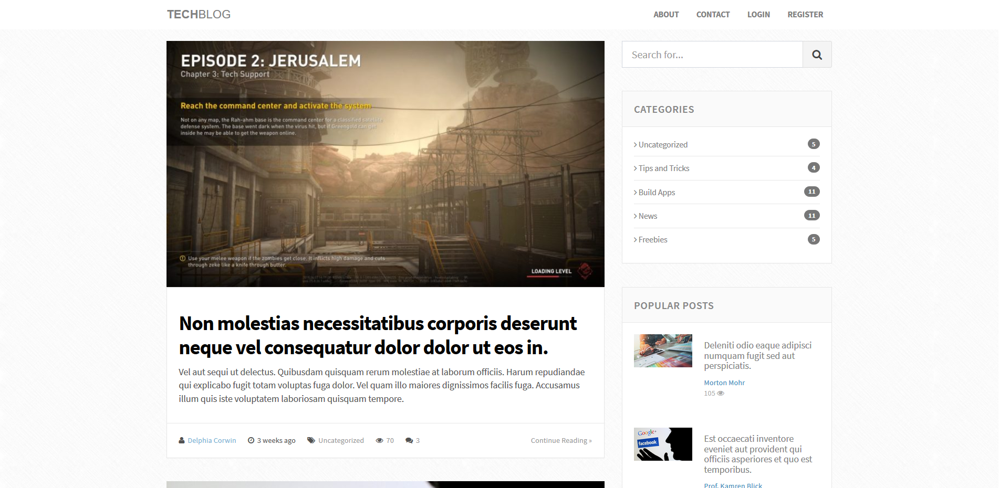 TECHBLOG
ABOUT CONTACT LOGIN REGISTER
EPISODE 2: JERUSALEM
Chapter 3: Tech Support
Reach the command center and activate the system
Not on any map, the Rah-ahm base is the command center for a classified satellite
defense system. The base went dark when the virus hit, but if Greengold can get
inside he may be able to get the weapon online.
Use your melee weapon if the zombies get close. It inflicts high damage and cuts
through zeke like a knife through butter.
LOADING LEVEL
Non molestias necessitatibus corporis deserunt
neque vel consequatur dolor dolor ut eos in.
Vel aut sequi ut delectus. Quibusdam quisquam rerum molestiae at laborum officiis. Harum repudiandae
qui explicabo fugit totam voluptas fuga dolor. Vel quam illo maiores dignissimos facilis fuga. Accusamus
illum quis iste voluptatem laboriosam quisquam tempore.
Delphia Corwin 3 weeks ago Uncategorized 70 3 Continue Reading »
Search for...
CATEGORIES
Uncategorized 5
Tips and Tricks 4
Build Apps 11
News 11
Freebies 5
POPULAR POSTS
Deleniti odio eaque adipisci
numquam fugit sed aut
perspiciatis.
Morton Mohr
105
Google+
facebook
Est occaecati inventore
eveniet aut provident qui
officiis asperiores et quo est
temporibus.
Prof. Kamren Blick